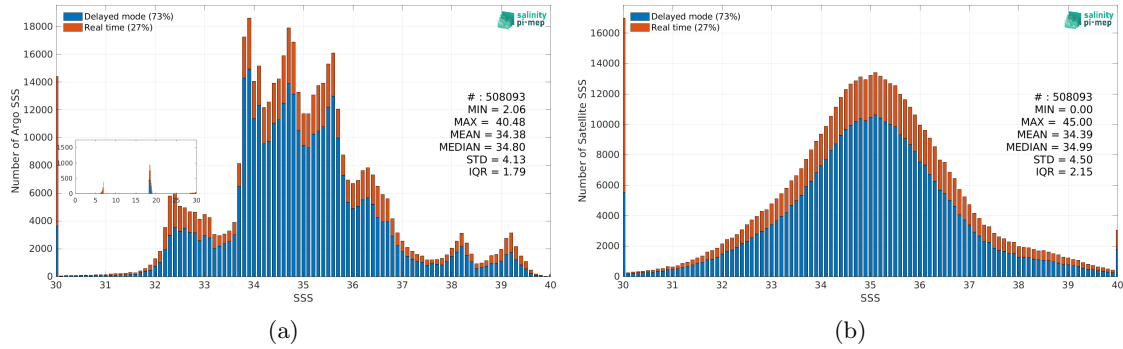 Delayed mode (73%)
Real time (27%)
salinity
pi-mep
18000
16000
14000
12000
10000
8000
6000
4000
2000
0
Number of Argo SSS
# : 508093
MIN = 2.06
MAX = 40.48
MEAN = 34.38
MEDIAN = 34.80
STD = 4.13
IQR = 1.79
1500
1000
500
0
0 5 10 15 20 25 30
30 31 32 33 34 35 36 37 38 39 40
SSS
(a)
Delayed mode (73%)
Real time (27%)
salinity
pi-mep
16000
14000
12000
10000
8000
6000
4000
2000
0
Number of Satellite SSS
# : 508093
MIN = 0.00
MAX = 45.00
MEAN = 34.39
MEDIAN = 34.99
STD = 4.50
IQR = 2.15
30 31 32 33 34 35 36 37 38 39 40
SSS
(b)